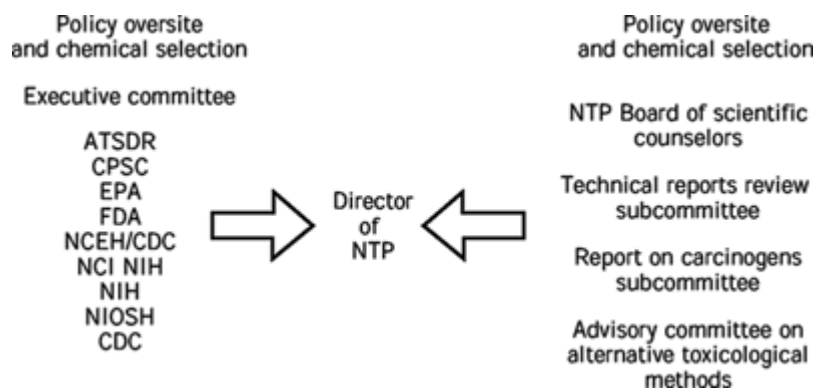 Policy oversite
and chemical selection
Executive committee
ATSDR
CPSC
EPA
FDA
NCEH/CDC
NCI NIH
NIH
NIOSH
CDC
Director
of
NTP
Policy oversite
and chemical selection
NTP Board of scientific
counselors
Technical reports review
subcommittee
Report on carcinogens
subcommittee
Advisory committee on
alternative toxicological
methods